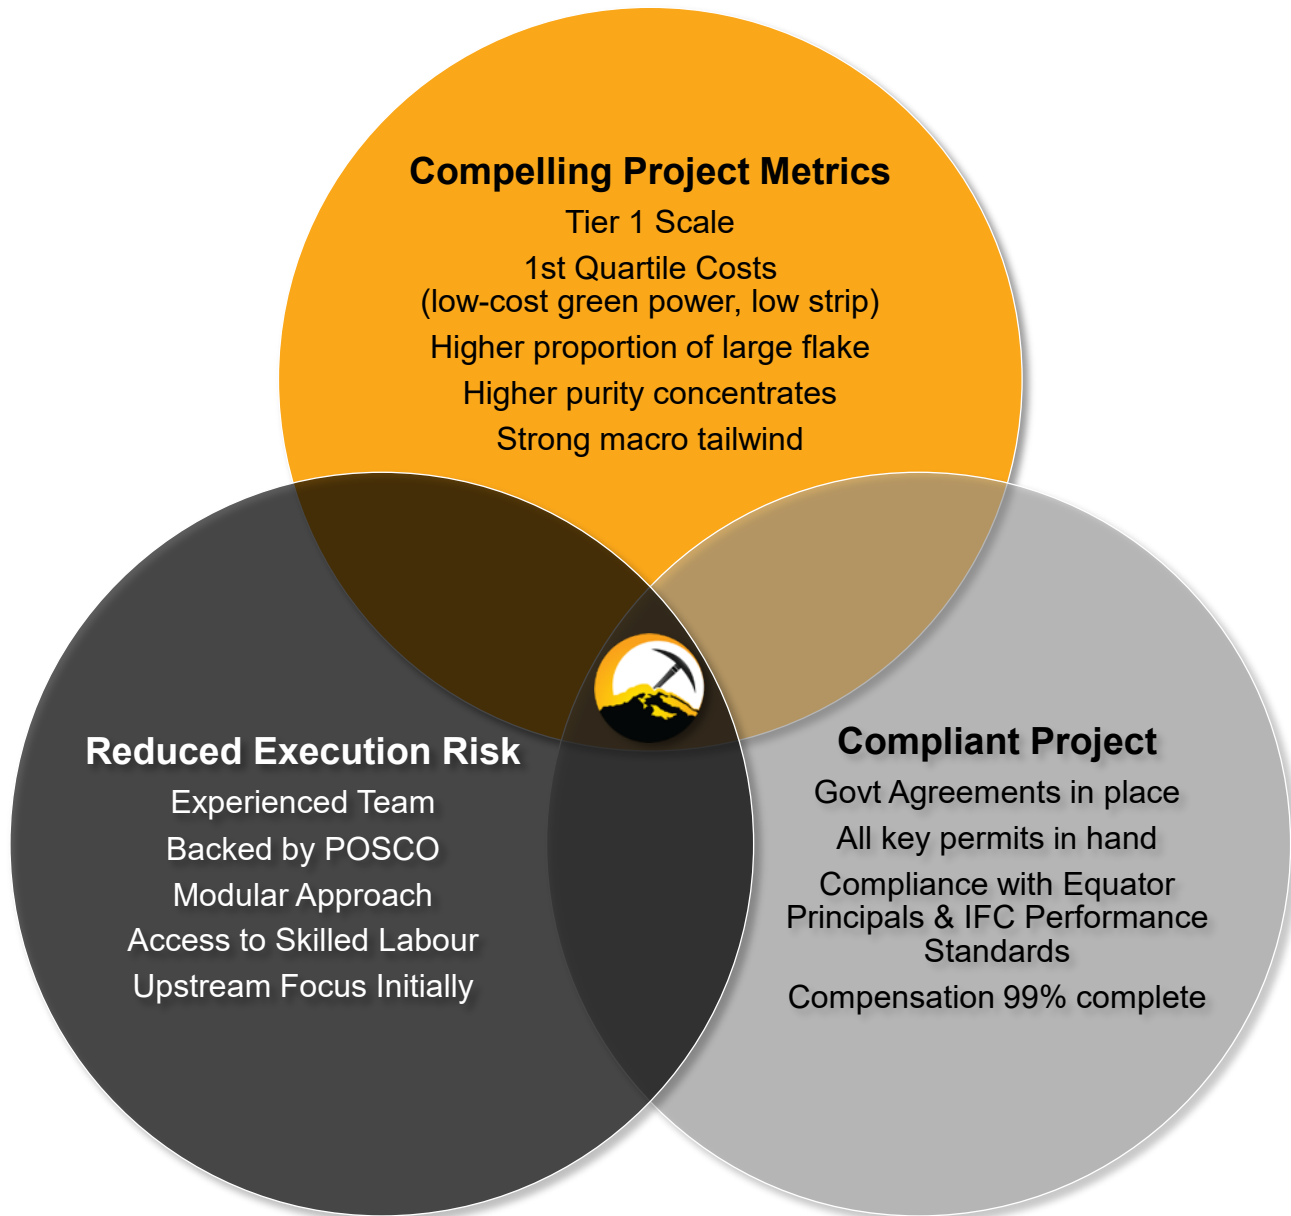 Compelling Project Metrics
Tier 1 Scale
1st Quartile Costs
(low-cost green power, low strip)
Higher proportion of large flake
Higher purity concentrates
Strong macro tailwind
Reduced Execution Risk
Experienced Team
Backed by POSCO
Modular Approach
Access to Skilled Labour
Upstream Focus Initially
Compliant Project
Govt Agreements in place
All key permits in hand
Compliance with Equator
Principals & IFC Performance
Standards
Compensation 99% complete